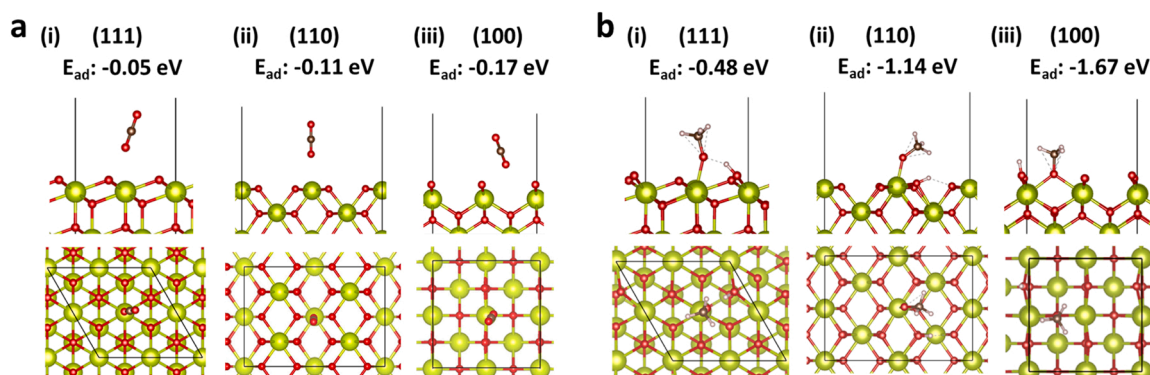 a (i) (111) (ii) (110) (iii) (100)
E_ad: -0.05 eV E_ad: -0.11 eV E_ad: -0.17 eV
b (i) (111) (ii) (110) (iii) (100)
E_ad: -0.48 eV E_ad: -1.14 eV E_ad: -1.67 eV